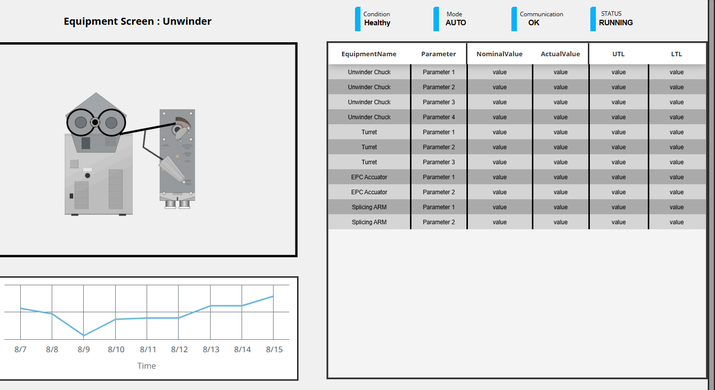 Equipment Screen : Unwinder
Condition
Healthy
Mode
AUTO
Communication
OK
STATUS
RUNNING
EquipmentName Parameter NominalValue ActualValue UTL LTL
Unwinder Chuck Parameter 1 value value value value
Unwinder Chuck Parameter 2 value value value value
Unwinder Chuck Parameter 3 value value value value
Unwinder Chuck Parameter 4 value value value value
Turret Parameter 1 value value value value
Turret Parameter 2 value value value value
Turret Parameter 3 value value value value
EPC Accuator Parameter 1 value value value value
EPC Accuator Parameter 2 value value value value
Splicing ARM Parameter 1 value value value value
Splicing ARM Parameter 2 value value value value
8/7 8/8 8/9 8/10 8/11 8/12 8/13 8/14 8/15
Time